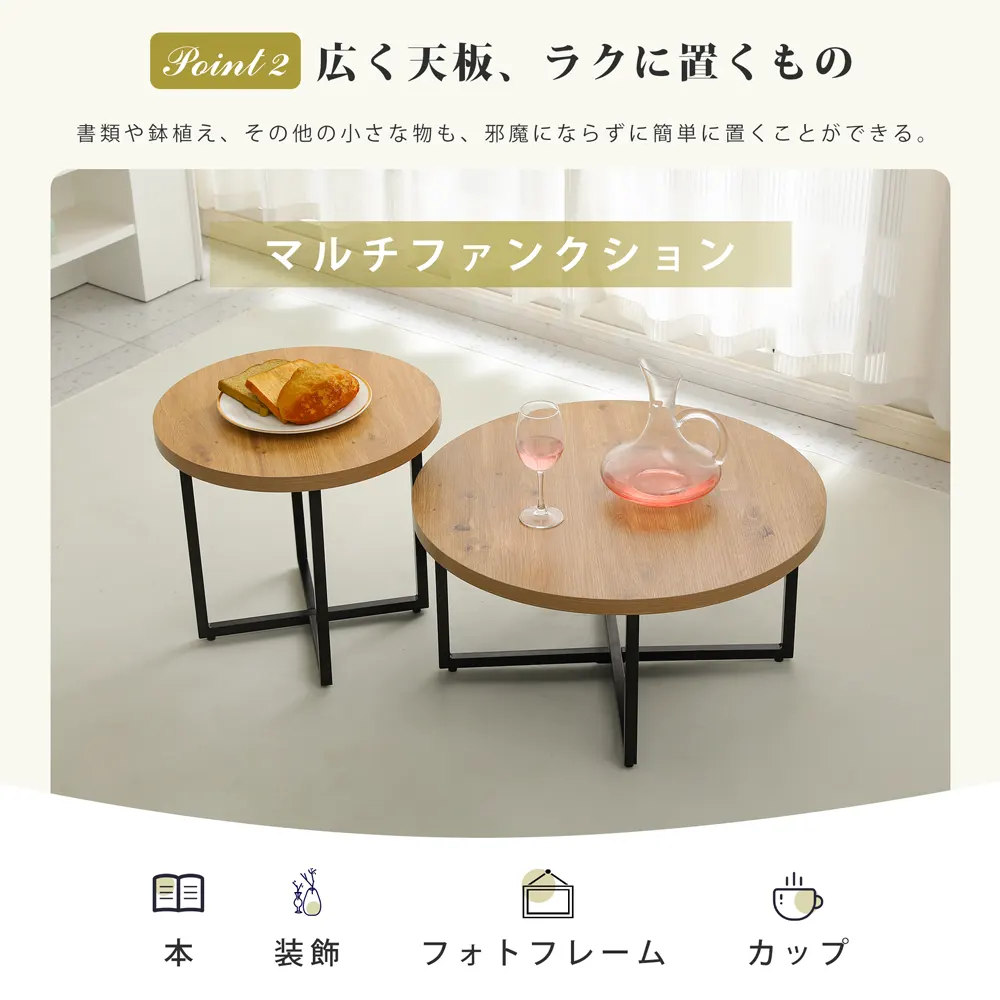 Point 2 広く天板、ラクに置くもの
書類や鉢植え、その他の小さな物も、邪魔にならずに簡単に置くことができる。
マルチファンクション
本 装飾 フォトフレーム カップ